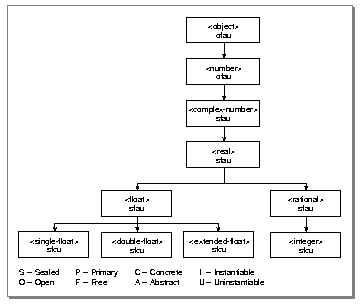 <object>
ofau
<number>
ofau
<complex-number>
sfau
<real>
sfau
<float>
sfau
<rational>
sfau
<single-float>
sfcu
<double-float>
sfcu
<extended-float>
sfcu
<integer>
sfcu
S – Sealed P – Primary C – Concrete I – Instantiable
O – Open F – Free A – Abstract U – Uninstantiable